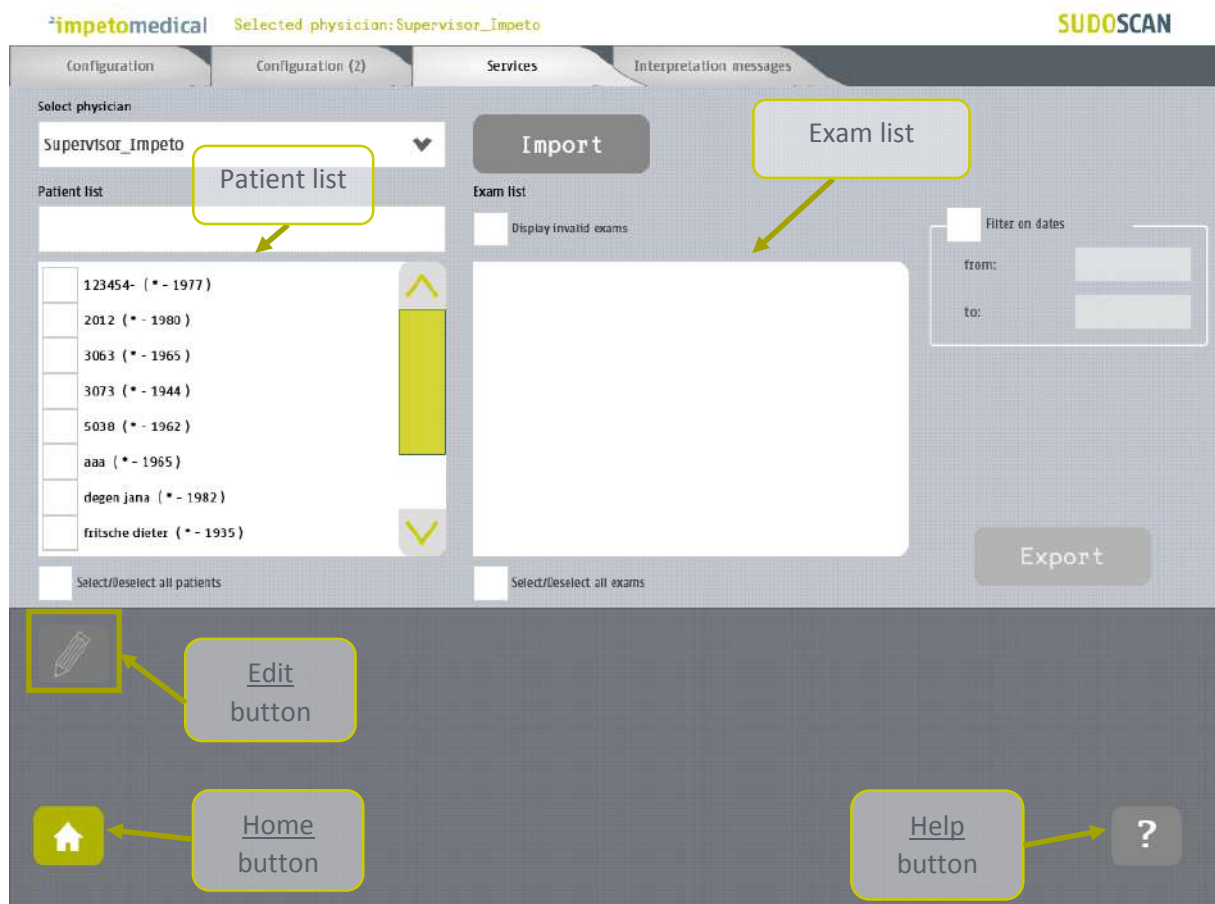 impetomedical Selected physician:Supervisor_Impeto SUDOSCAN
Configuration Configuration (2) Services Interpretation messages
Select physician
Supervisor_Impeto
Import
Exam list
Patient list
Patient list
Exam list
Display invalid exams
Filter on dates
from:
to:
123454- (* - 1977)
2012 (* - 1980)
3063 (* - 1965)
3073 (* - 1944)
5038 (* - 1962)
aaa (* - 1965)
degen jana (* - 1982)
fritsche dieter (* - 1935)
Export
Select/Deselect all patients
Select/Deselect all exams
Edit
button
Home
button
Help
button
?